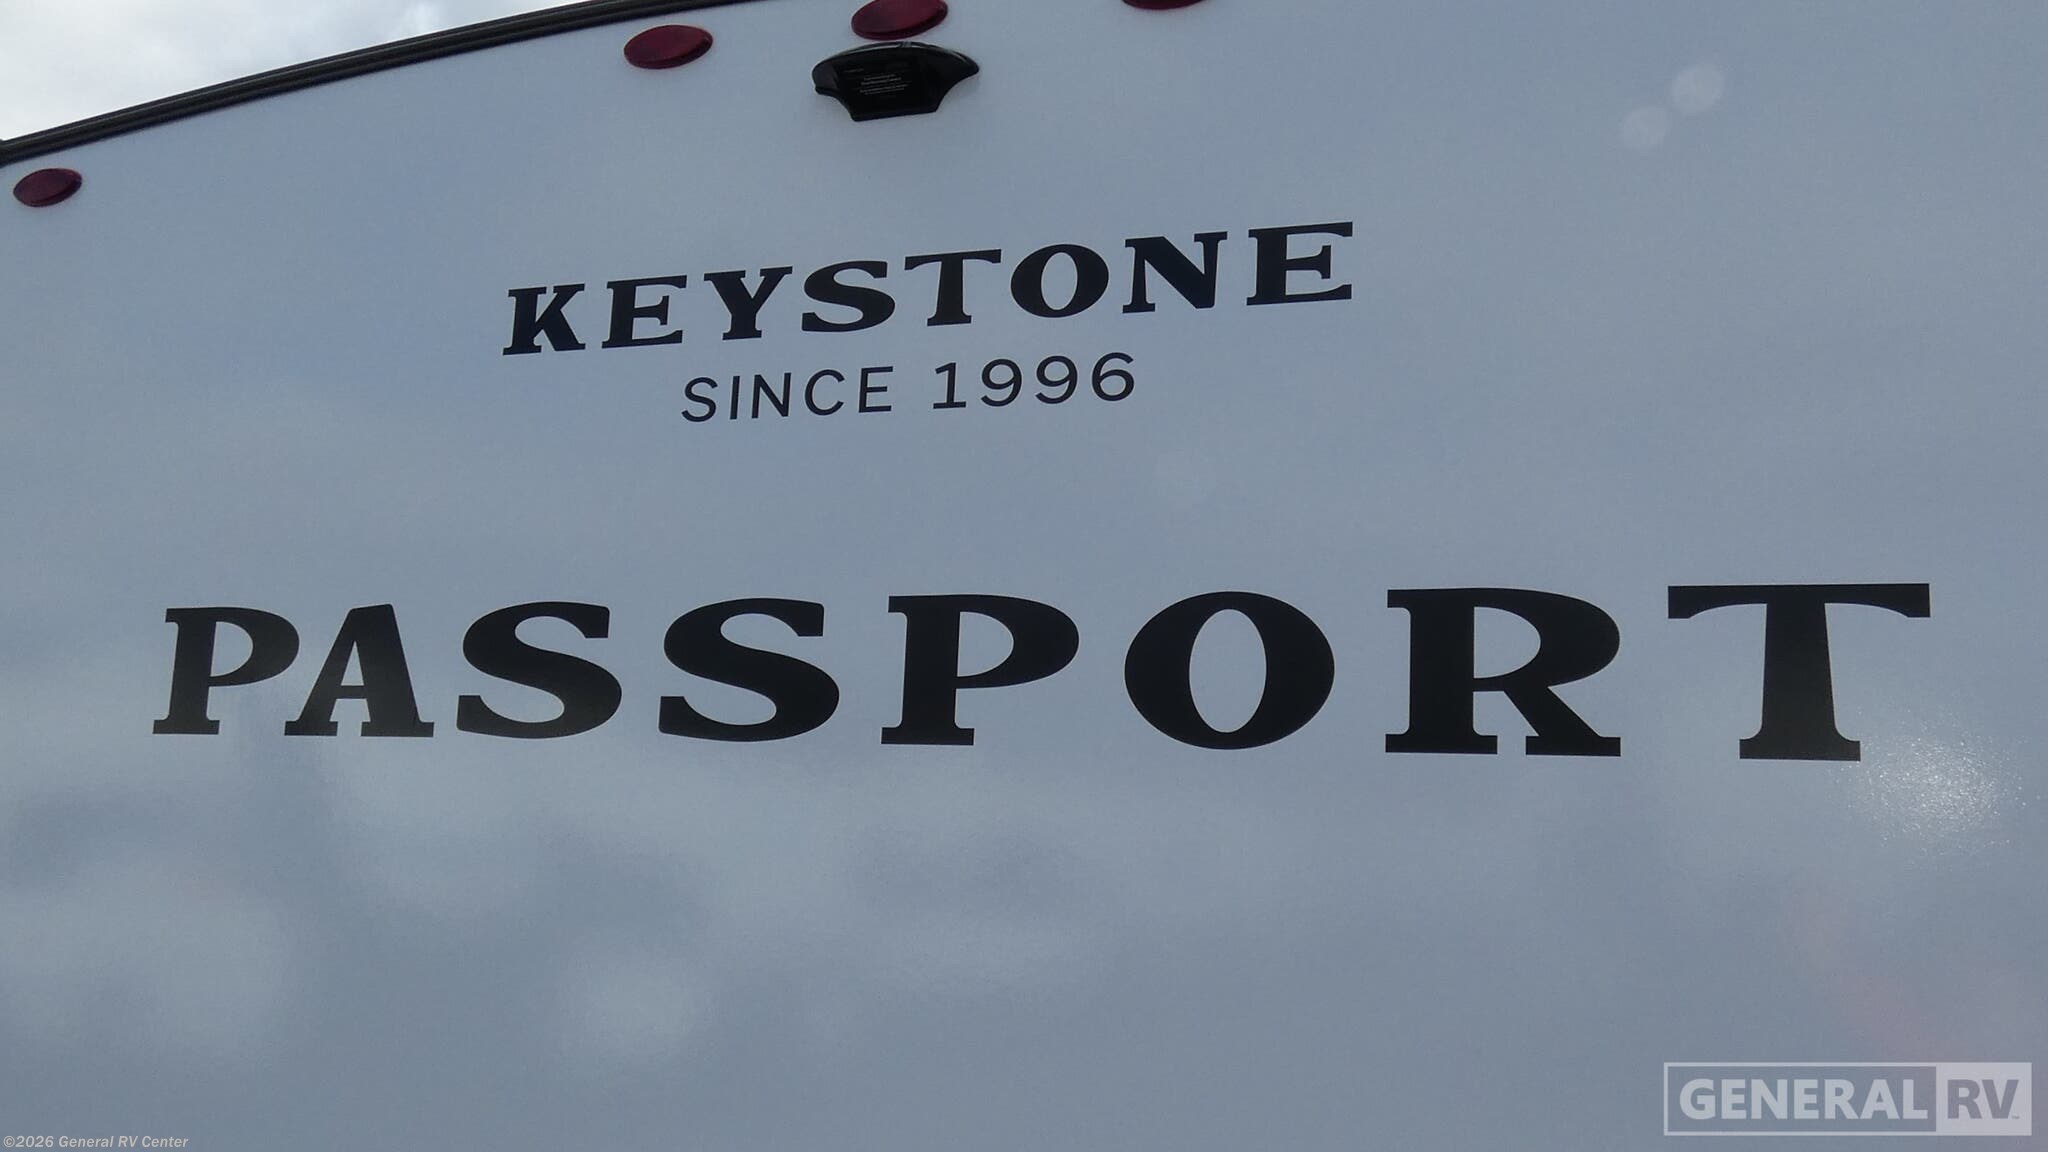 KEYSTONE
SINCE 1996
PASSPORT
GENERAL RV
©2026 General RV Center